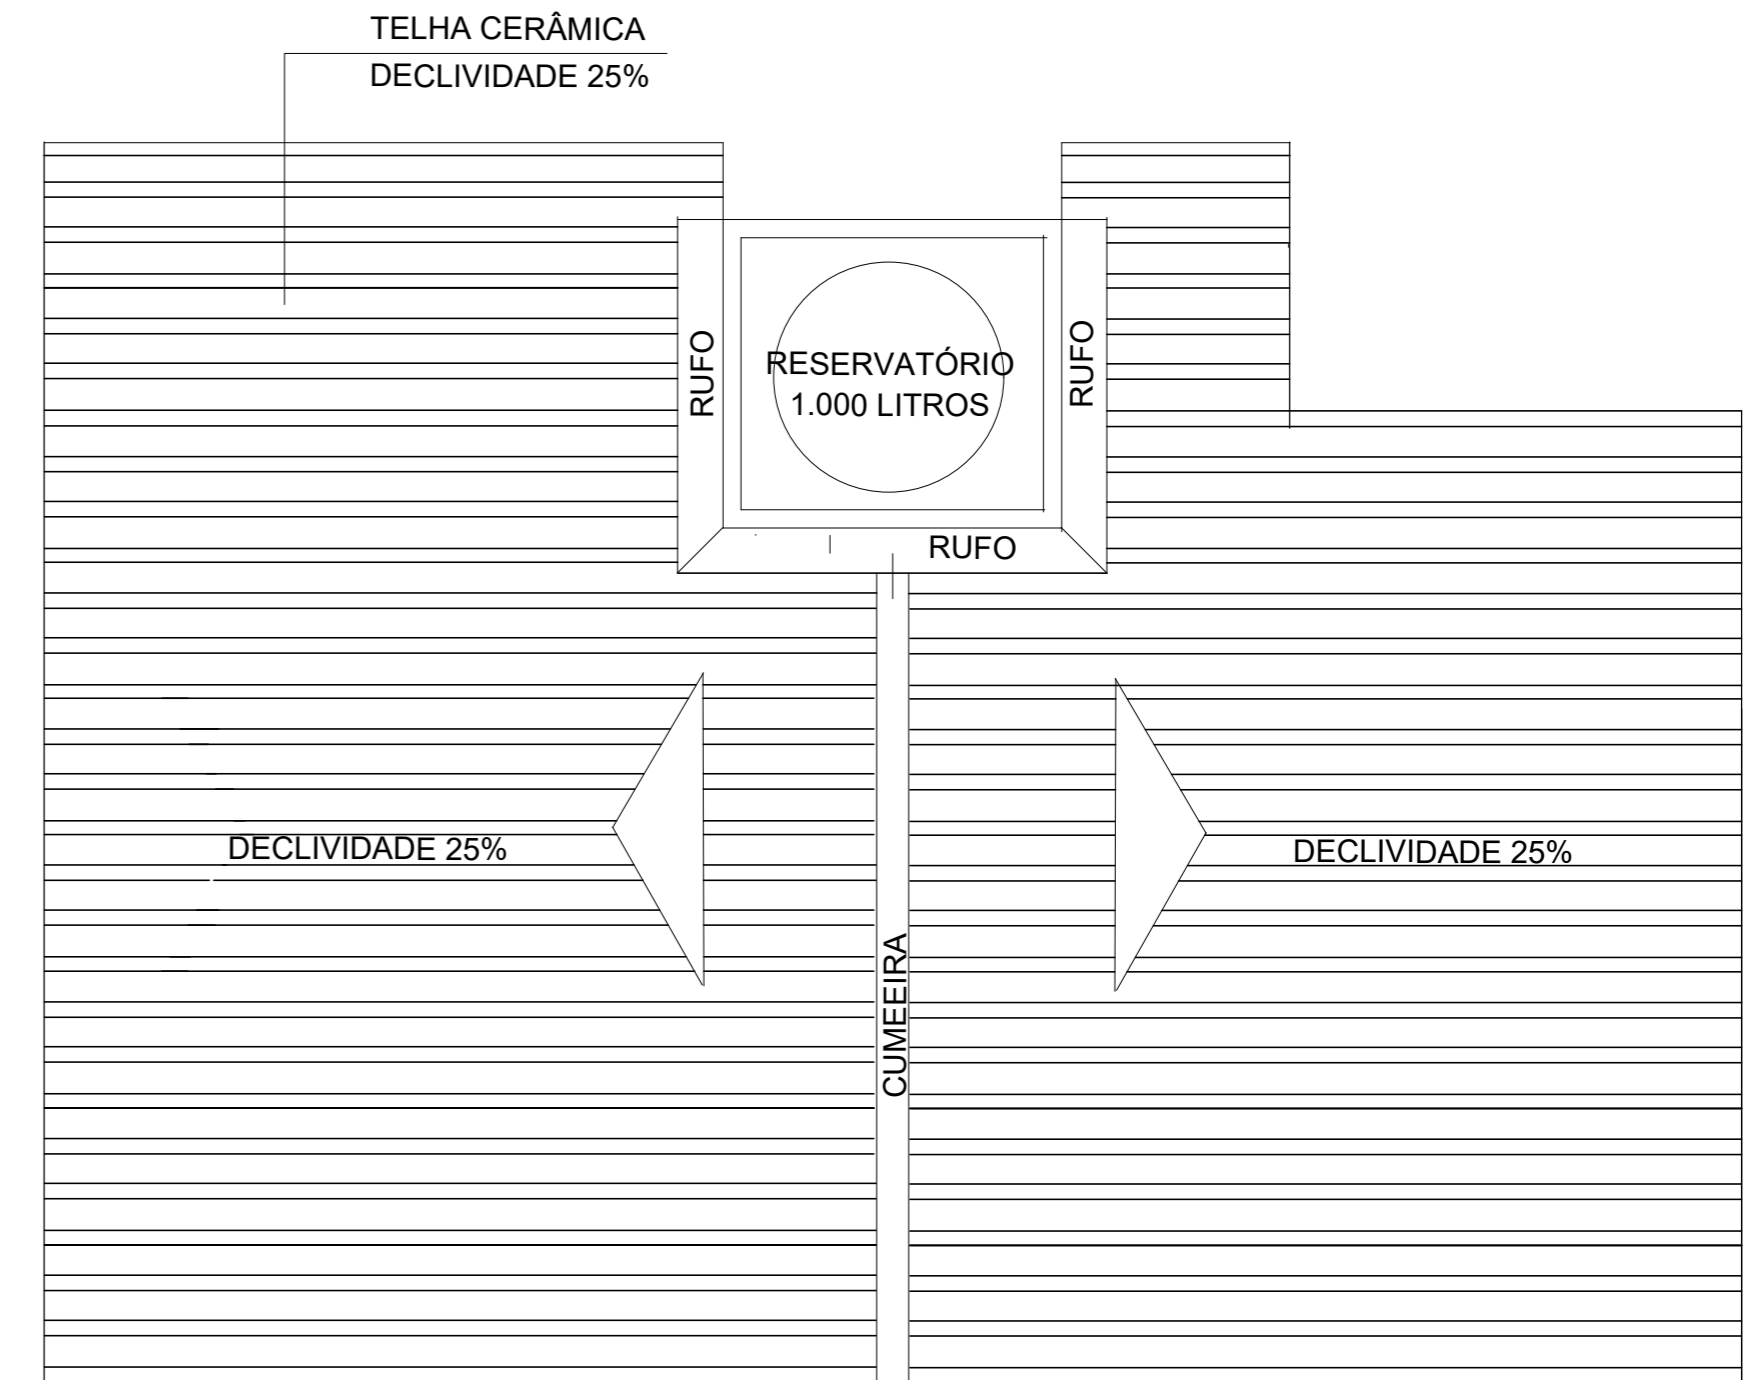 TELHA CERÂMICA
DECLIVIDADE 25%
RUFO
RESERVATÓRIO
1.000 LITROS
RUFO
RUFO
DECLIVIDADE 25%
DECLIVIDADE 25%
CUMEEIRA